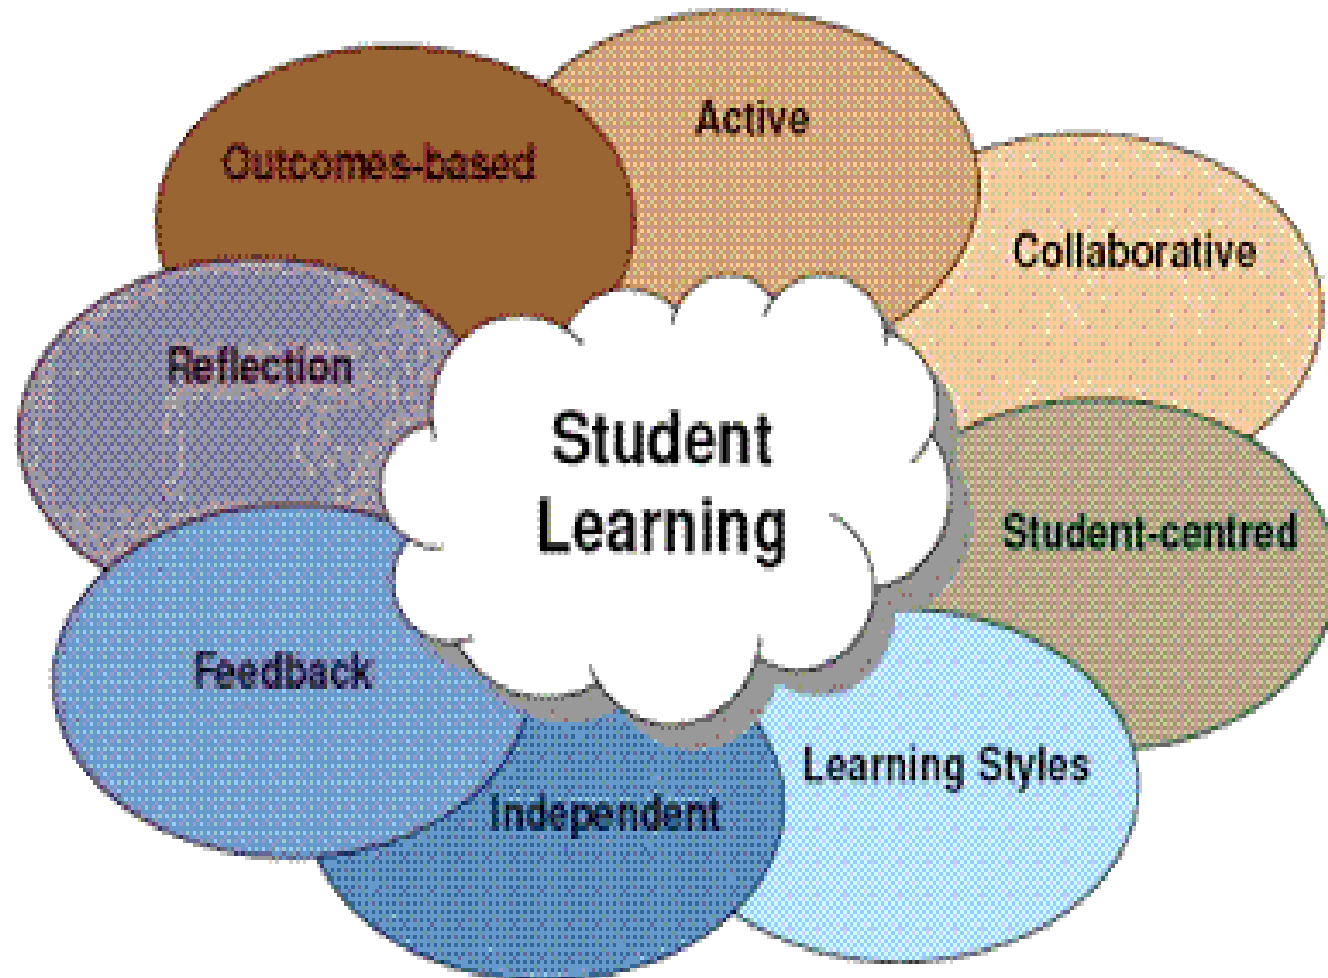 Active
Outcomes-based
Collaborative
Reflection
Student
Learning
Student-centred
Feedback
Learning Styles
Independent